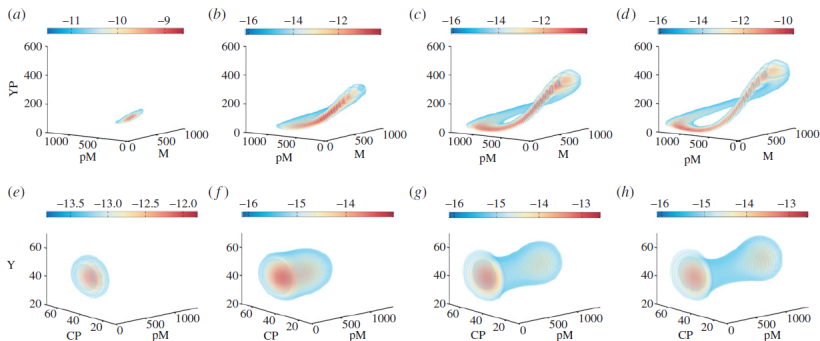 (a) −11 −10 −9
(b) −16 −14 −12
(c) −16 −14 −12
(d) −16 −14 −12 −10
600 400 200 0
YP
1000 500 0 0 500 1000
pM M
600 400 200 0
1000 500 0 0 500 1000
pM M
600 400 200 0
1000 500 0 0 500 1000
pM M
600 400 200 0
1000 500 0 0 500 1000
pM M
(e) −13.5 −13.0 −12.5 −12.0
(f) −16 −15 −14
(g) −16 −15 −14 −13
(h) −16 −15 −14 −13
60 40 20
Y
60 40 20 0 500 1000
CP pM
60 40 20
60 40 20 0 500 1000
CP pM
60 40 20
60 40 20 0 500 1000
CP pM
60 40 20
60 40 20 0 500 1000
CP pM